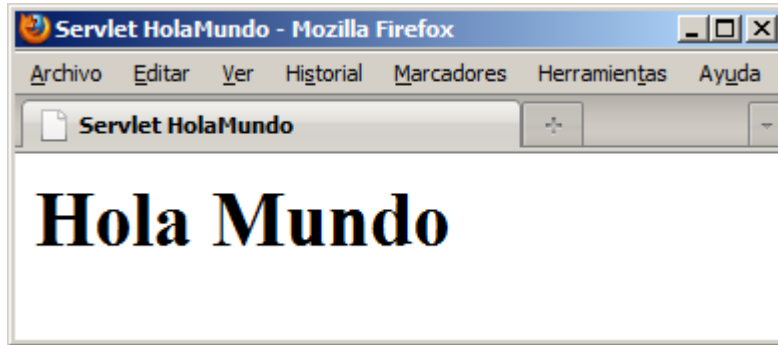 Servlet HolaMundo - Mozilla Firefox
Archivo Editar Ver Historial Marcadores Herramientas Ayuda
Servlet HolaMundo
Hola Mundo